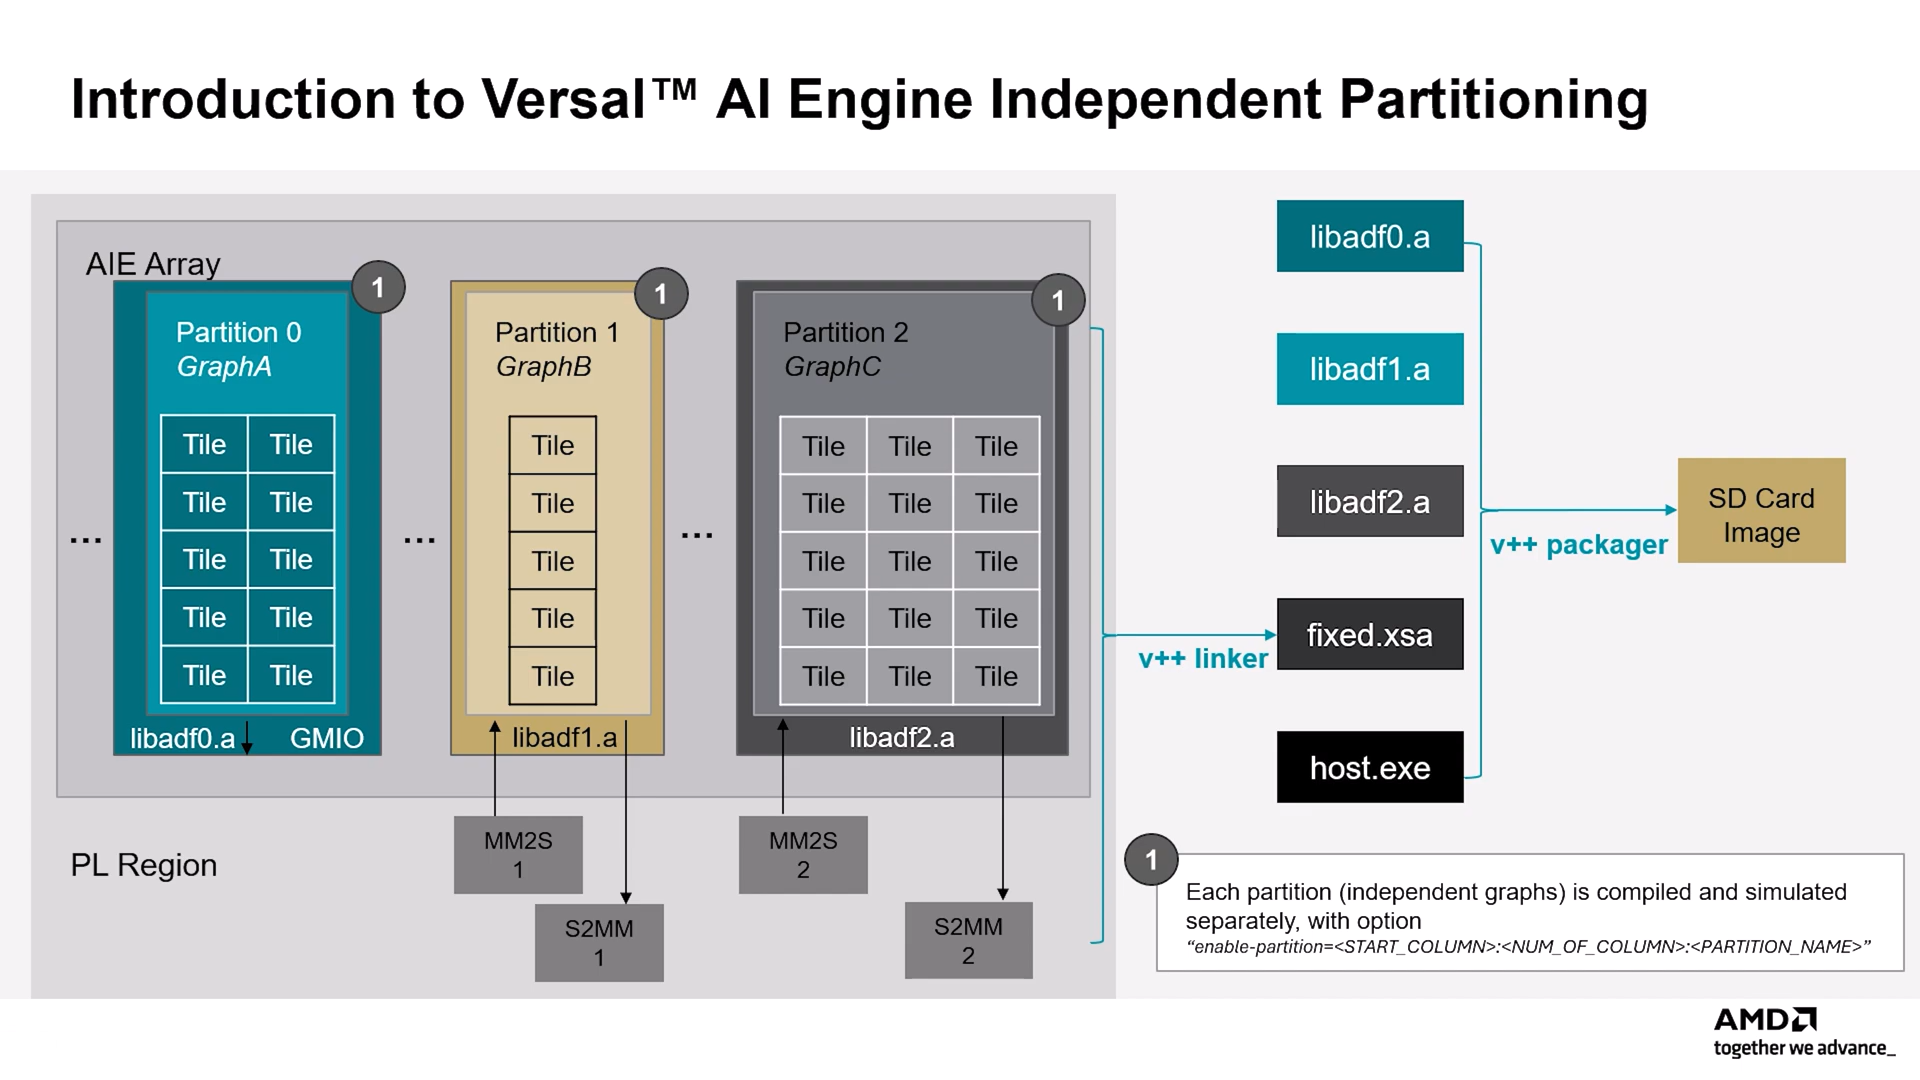 Introduction to Versal™ AI Engine Independent Partitioning
AIE Array
1
Partition 0
GraphA
Tile Tile
Tile Tile
Tile Tile
Tile Tile
Tile Tile
libadf0.a GMIO
...
...
1
Partition 1
GraphB
Tile
Tile
Tile
Tile
Tile
libadf1.a
...
1
Partition 2
GraphC
Tile Tile Tile
Tile Tile Tile
Tile Tile Tile
Tile Tile Tile
Tile Tile Tile
libadf2.a
PL Region
MM2S
1
S2MM
1
MM2S
2
S2MM
2
v++ linker
libadf0.a
libadf1.a
libadf2.a
fixed.xsa
host.exe
v++ packager
SD Card
Image
1
Each partition (independent graphs) is compiled and simulated
separately, with option
“enable-partition=<START_COLUMN>:<NUM_OF_COLUMN>:<PARTITION_NAME>”
AMD
together we advance_